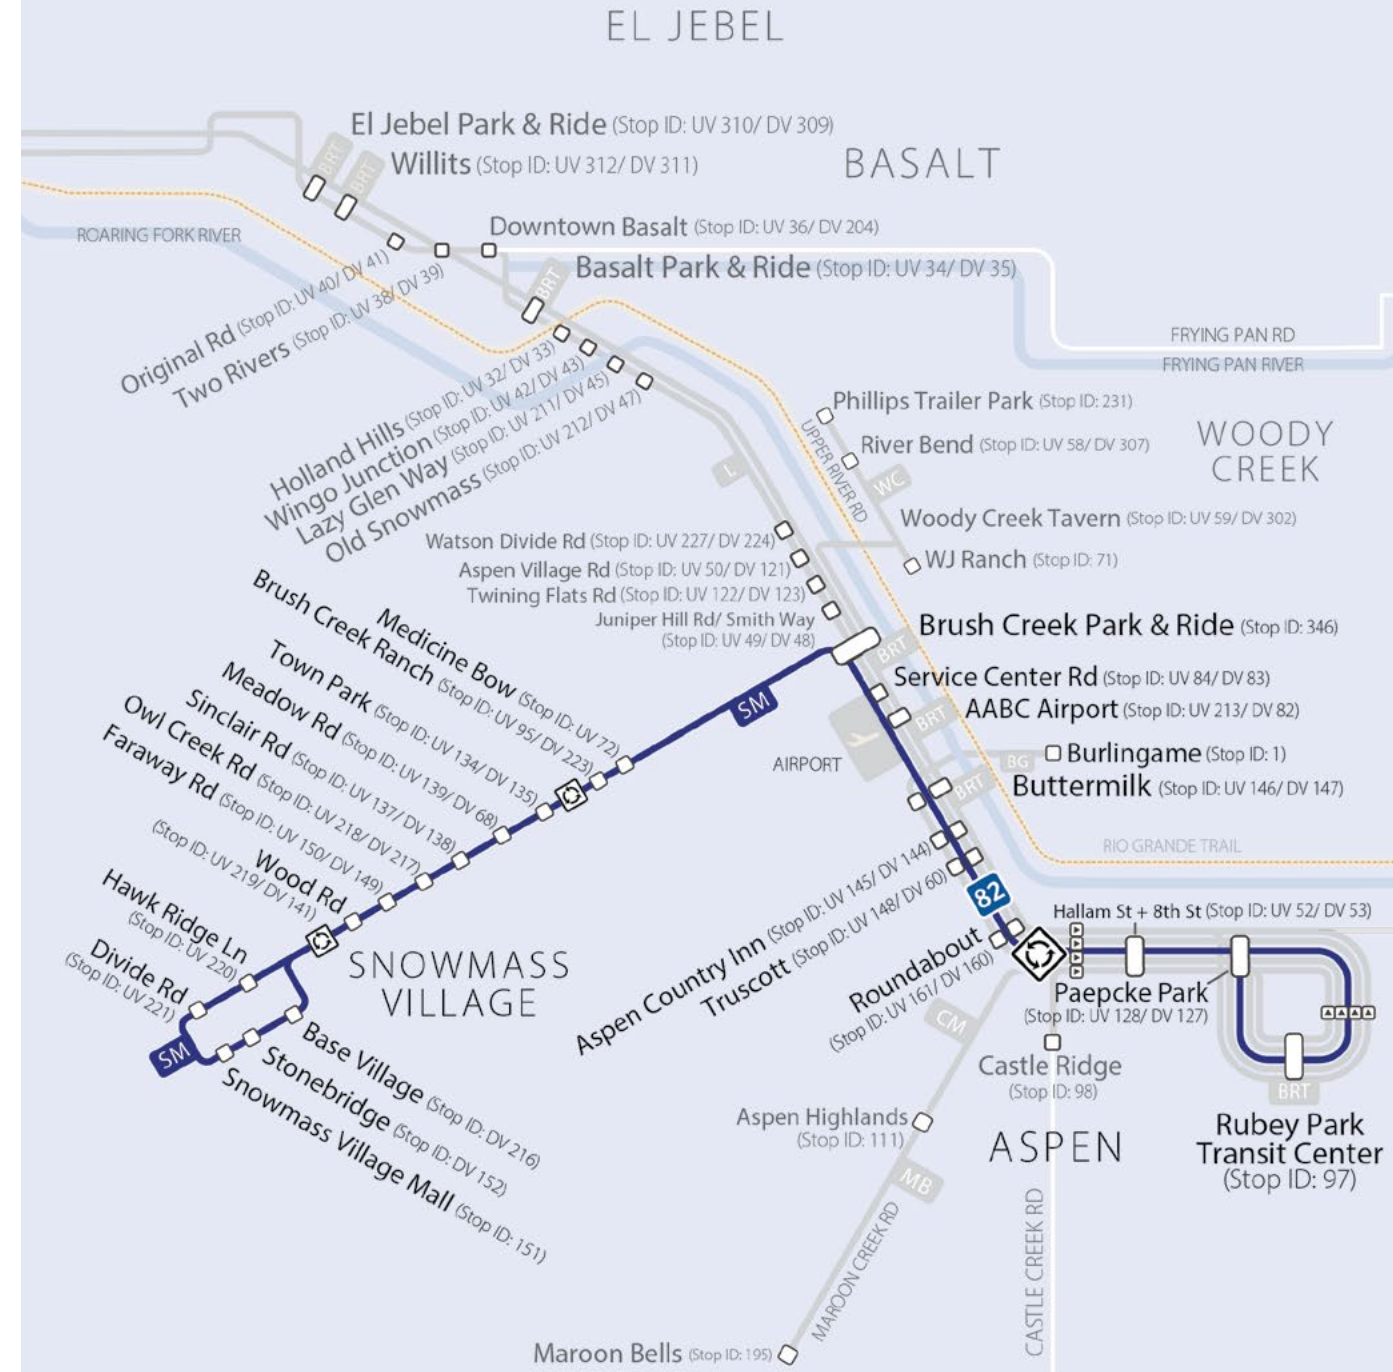 EL JEBEL
El Jebel Park & Ride (Stop ID: UV 310/ DV 309)
BRT
BRT
Willits (Stop ID: UV 312/ DV 311)
BASALT
ROARING FORK RIVER
Downtown Basalt (Stop ID: UV 36/ DV 204)
BRT
Basalt Park & Ride (Stop ID: UV 34/ DV 35)
Original Rd (Stop ID: UV 40/ DV 41)
Two Rivers (Stop ID: UV 38/ DV 39)
FRYING PAN RD
FRYING PAN RIVER
Holland Hills (Stop ID: UV 32/ DV 33)
Wingo Junction (Stop ID: UV 42/ DV 43)
Lazy Glen Way (Stop ID: UV 211/ DV 45)
Old Snowmass (Stop ID: UV 212/ DV 47)
Phillips Trailer Park (Stop ID: 231)
UPPER RIVER RD
River Bend (Stop ID: UV 58/ DV 307)
WOODY
CREEK
L
WC
Woody Creek Tavern (Stop ID: UV 59/ DV 302)
WJ Ranch (Stop ID: 71)
Watson Divide Rd (Stop ID: UV 227/ DV 224)
Aspen Village Rd (Stop ID: UV 50/ DV 121)
Twining Flats Rd (Stop ID: UV 122/ DV 123)
Juniper Hill Rd/ Smith Way
(Stop ID: UV 49/ DV 48)
Brush Creek Park & Ride (Stop ID: 346)
BRT
Service Center Rd (Stop ID: UV 84/ DV 83)
AABC Airport (Stop ID: UV 213/ DV 82)
BRT
AIRPORT
BG
Burlingame (Stop ID: 1)
BRT
Buttermilk (Stop ID: UV 146/ DV 147)
RIO GRANDE TRAIL
Medicine Bow (Stop ID: UV 72)
Brush Creek Ranch (Stop ID: UV 95/ DV 223)
Town Park (Stop ID: UV 134/ DV 135)
Meadow Rd (Stop ID: UV 139/ DV 68)
Sinclair Rd (Stop ID: UV 137/ DV 138)
Owl Creek Rd (Stop ID: UV 218/ DV 217)
Faraway Rd (Stop ID: UV 150/ DV 149)
Wood Rd
(Stop ID: UV 219/ DV 141)
Hawk Ridge Ln
(Stop ID: UV 220)
Divide Rd
(Stop ID: UV 221)
SM
SM
SNOWMASS
VILLAGE
Base Village (Stop ID: DV 216)
Stonebridge (Stop ID: DV 152)
Snowmass Village Mall (Stop ID: 151)
Aspen Country Inn (Stop ID: UV 145/ DV 144)
Truscott (Stop ID: UV 148/ DV 60)
82
Roundabout
(Stop ID: UV 161/ DV 160)
Hallam St + 8th St (Stop ID: UV 52/ DV 53)
Paepcke Park
(Stop ID: UV 128/ DV 127)
CM
Castle Ridge
(Stop ID: 98)
BRT
Rubey Park
Transit Center
(Stop ID: 97)
Aspen Highlands
(Stop ID: 111)
ASPEN
MB
MAROON CREEK RD
CASTLE CREEK RD
Maroon Bells (Stop ID: 195)